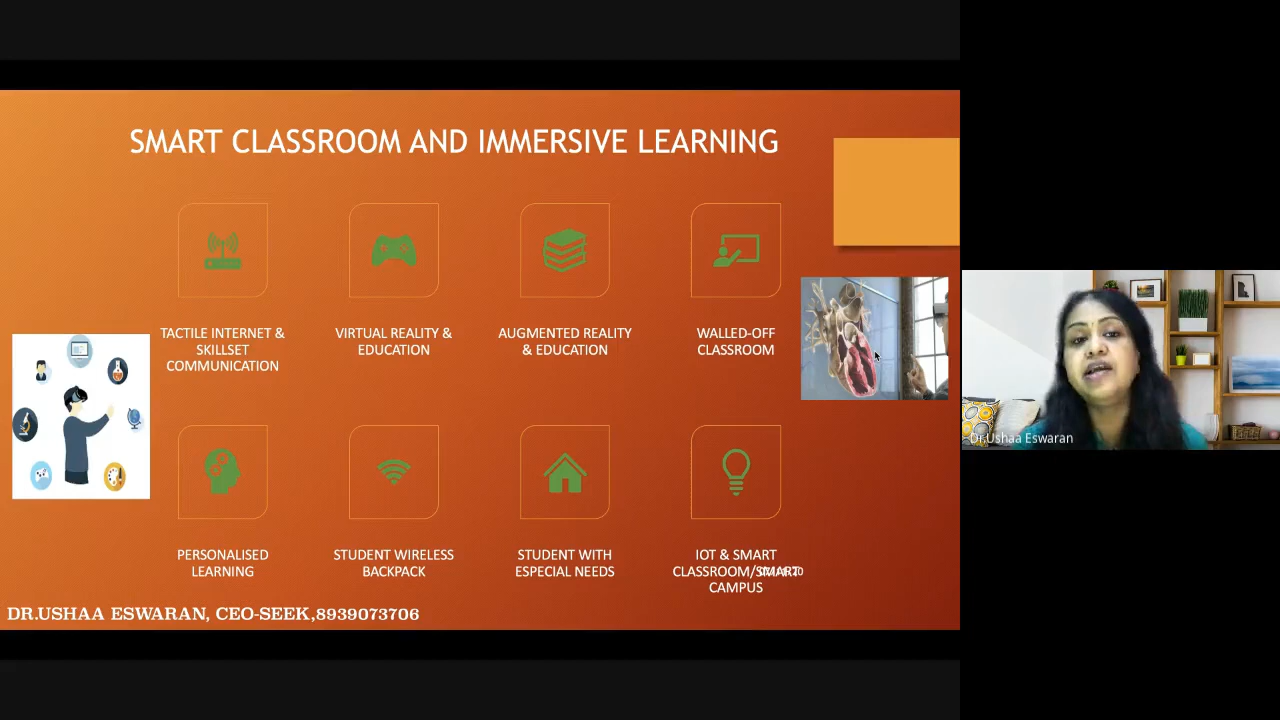 SMART CLASSROOM AND IMMERSIVE LEARNING
TACTILE INTERNET &
SKILLSET
COMMUNICATION
VIRTUAL REALITY &
EDUCATION
AUGMENTED REALITY
& EDUCATION
WALLED-OFF
CLASSROOM
PERSONALISED
LEARNING
STUDENT WIRELESS
BACKPACK
STUDENT WITH
ESPECIAL NEEDS
IOT & SMART
CLASSROOM/SMART
CAMPUS
DR.USHAA ESWARAN, CEO-SEEK,8939073706
Dr.Ushaa Eswaran